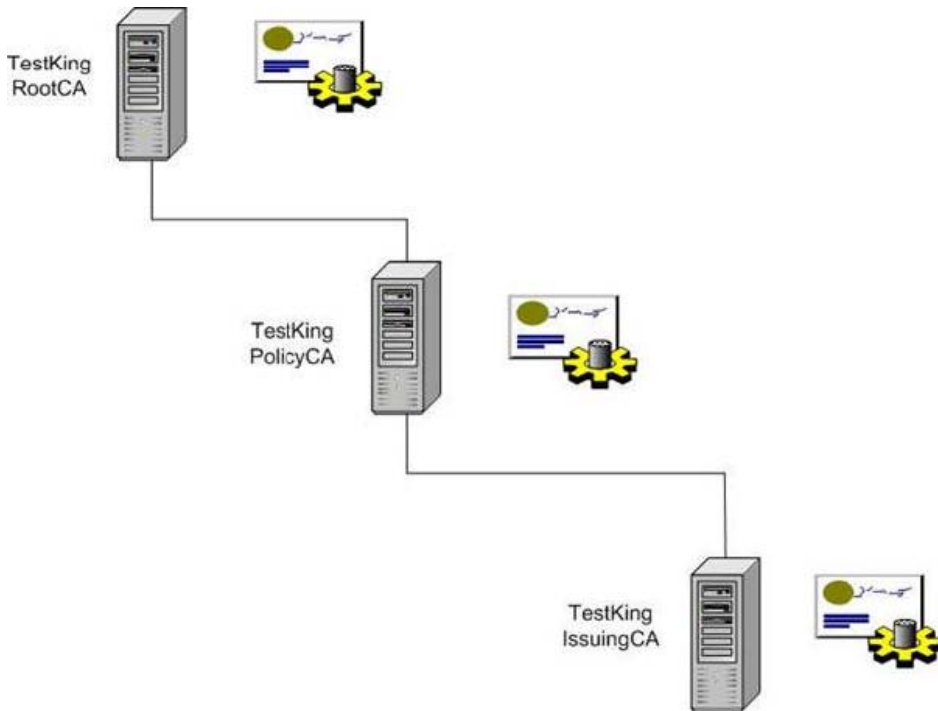 TestKing
RootCA
TestKing
PolicyCA
TestKing
IssuingCA